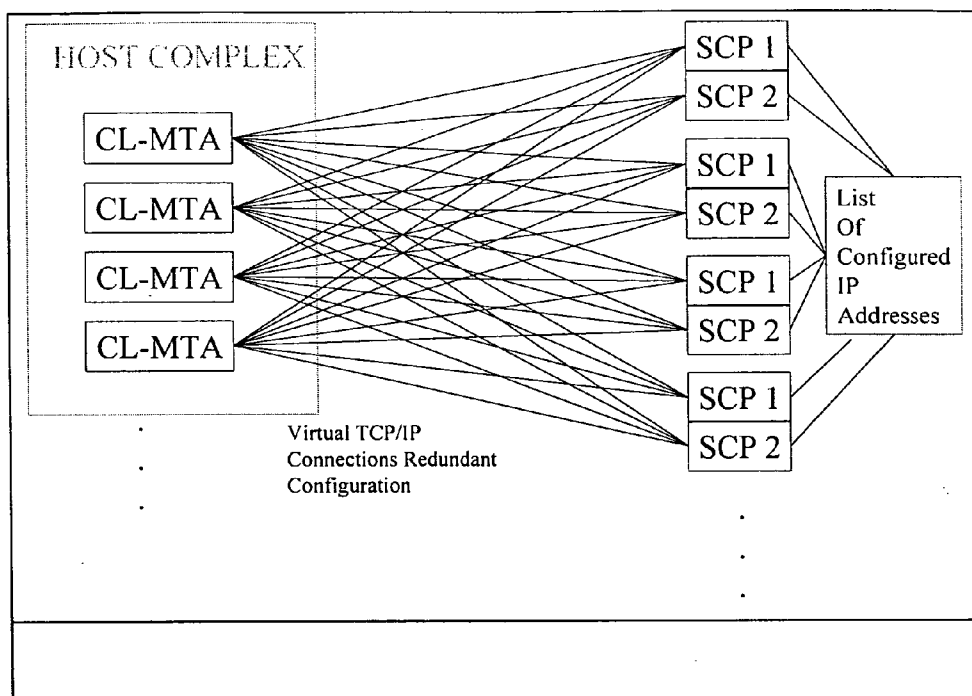 HOST COMPLEX
CL-MTA
CL-MTA
CL-MTA
CL-MTA
Virtual TCP/IP
Connections Redundant
Configuration
SCP 1
SCP 2
SCP 1
SCP 2
SCP 1
SCP 2
SCP 1
SCP 2
List
Of
Configured
IP
Addresses